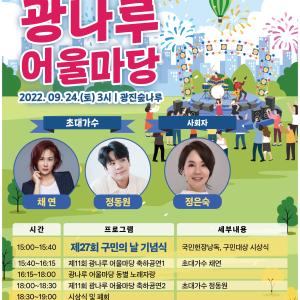 광나루
어울마당
2022. 09. 24.(토) 3시 | 광진숲나루
초대가수
사회자
채 연
정동원
정은숙
시간 프로그램 세부내용
15:00~15:40 제27회 구민의 날 기념식 국민헌장낭독, 구민대상 시상식
15:40~16:15 제11회 광나루 어울마당 축하공연1 초대가수 채연
16:15~18:00 광나루 어울마당 동별 노래자랑
18:00~18:30 제11회 광나루 어울마당 축하공연2 초대가수 정동원
18:30~19:00 시상식 및 폐회